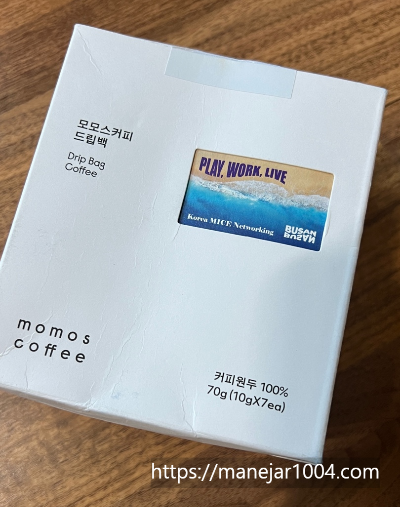 모모스커피
드립백
Drip Bag
Coffee
PLAY, WORK, LIVE
Korea MICE Networking
BUSAN
BUSAN
momos
coffee
커피원두 100%
70g (10gX7ea)
https://manejar1004.com